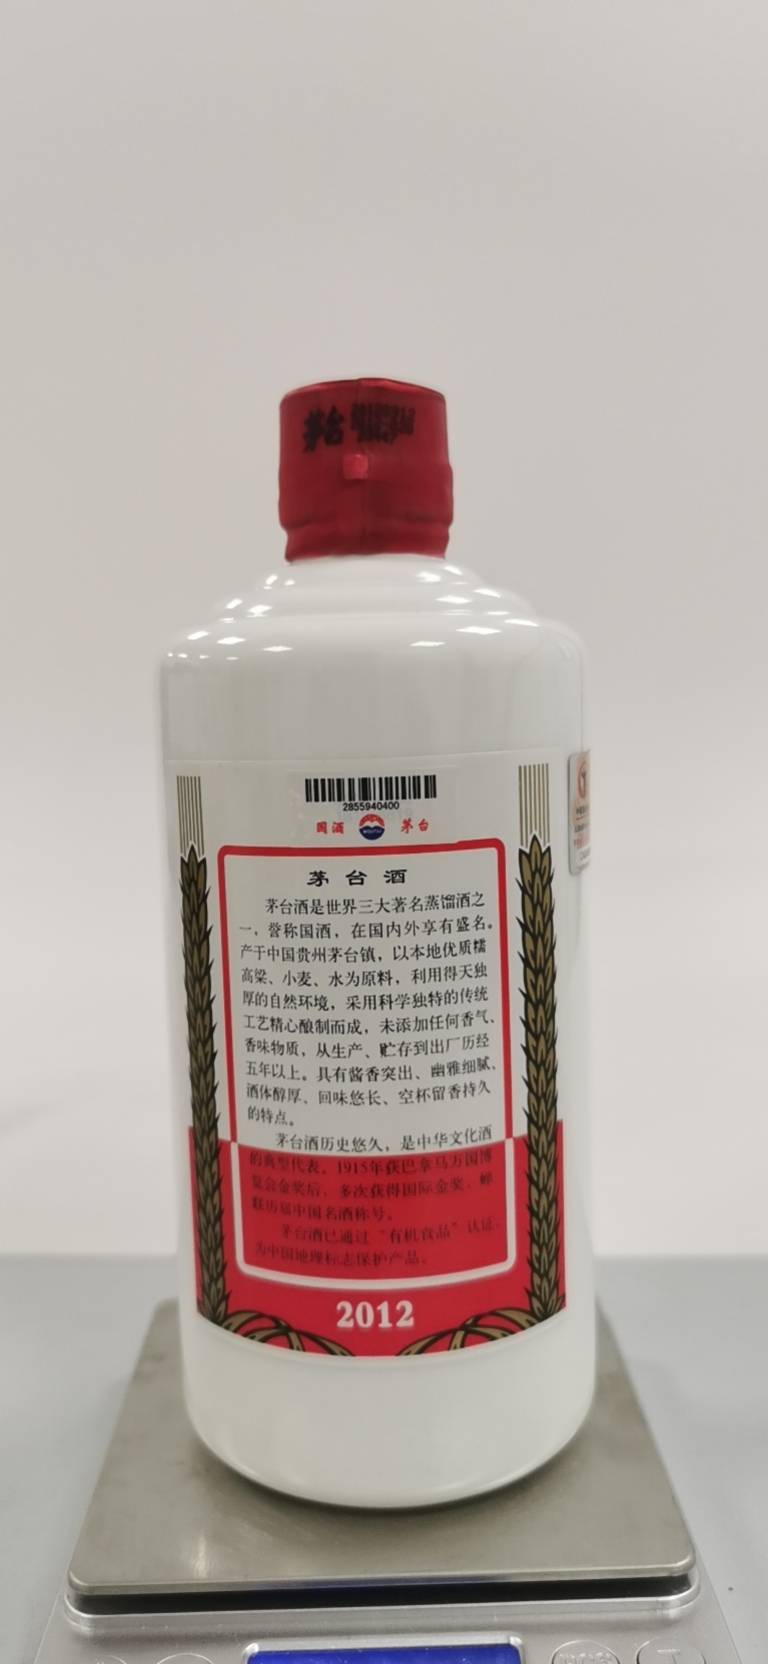 茅台
2855940400
国酒 茅台
茅台酒
茅台酒是世界三大著名蒸馏酒之
一，誉称国酒，在国内外享有盛名。
产于中国贵州茅台镇，以本地优质糯
高粱、小麦、水为原料，利用得天独
厚的自然环境，采用科学独特的传统
工艺精心酿制而成，未添加任何香气、
香味物质，从生产、贮存到出厂历经
五年以上。具有酱香突出、幽雅细腻、
酒体醇厚、回味悠长、空杯留香持久
的特点。
茅台酒历史悠久，是中华文化酒
的典型代表。1915年获巴拿马万国博
览会金奖后，多次获得国际金奖，蝉
联历届中国名酒称号。
茅台酒已通过“有机食品”认证，
为中国地理标志保护产品。
2012